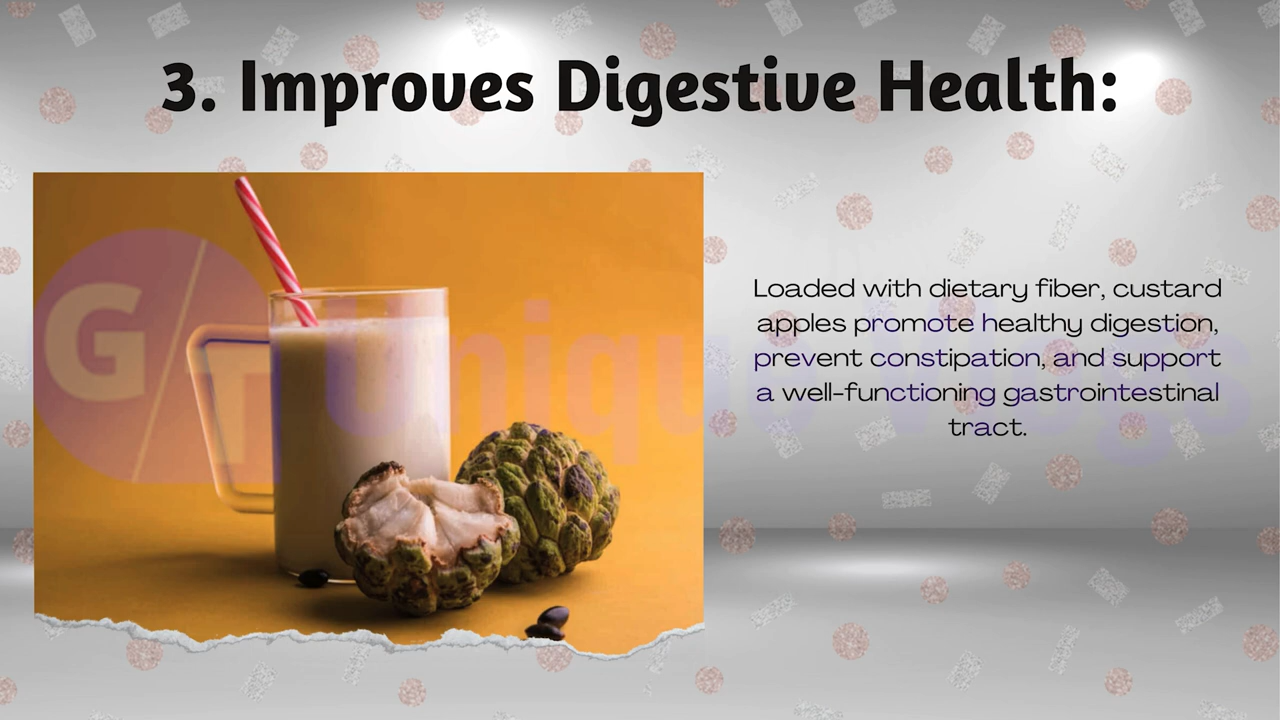 3. Improves Digestive Health:
Loaded with dietary fiber, custard
apples promote healthy digestion,
prevent constipation, and support
a well-functioning gastrointestinal
tract.
G
Unique